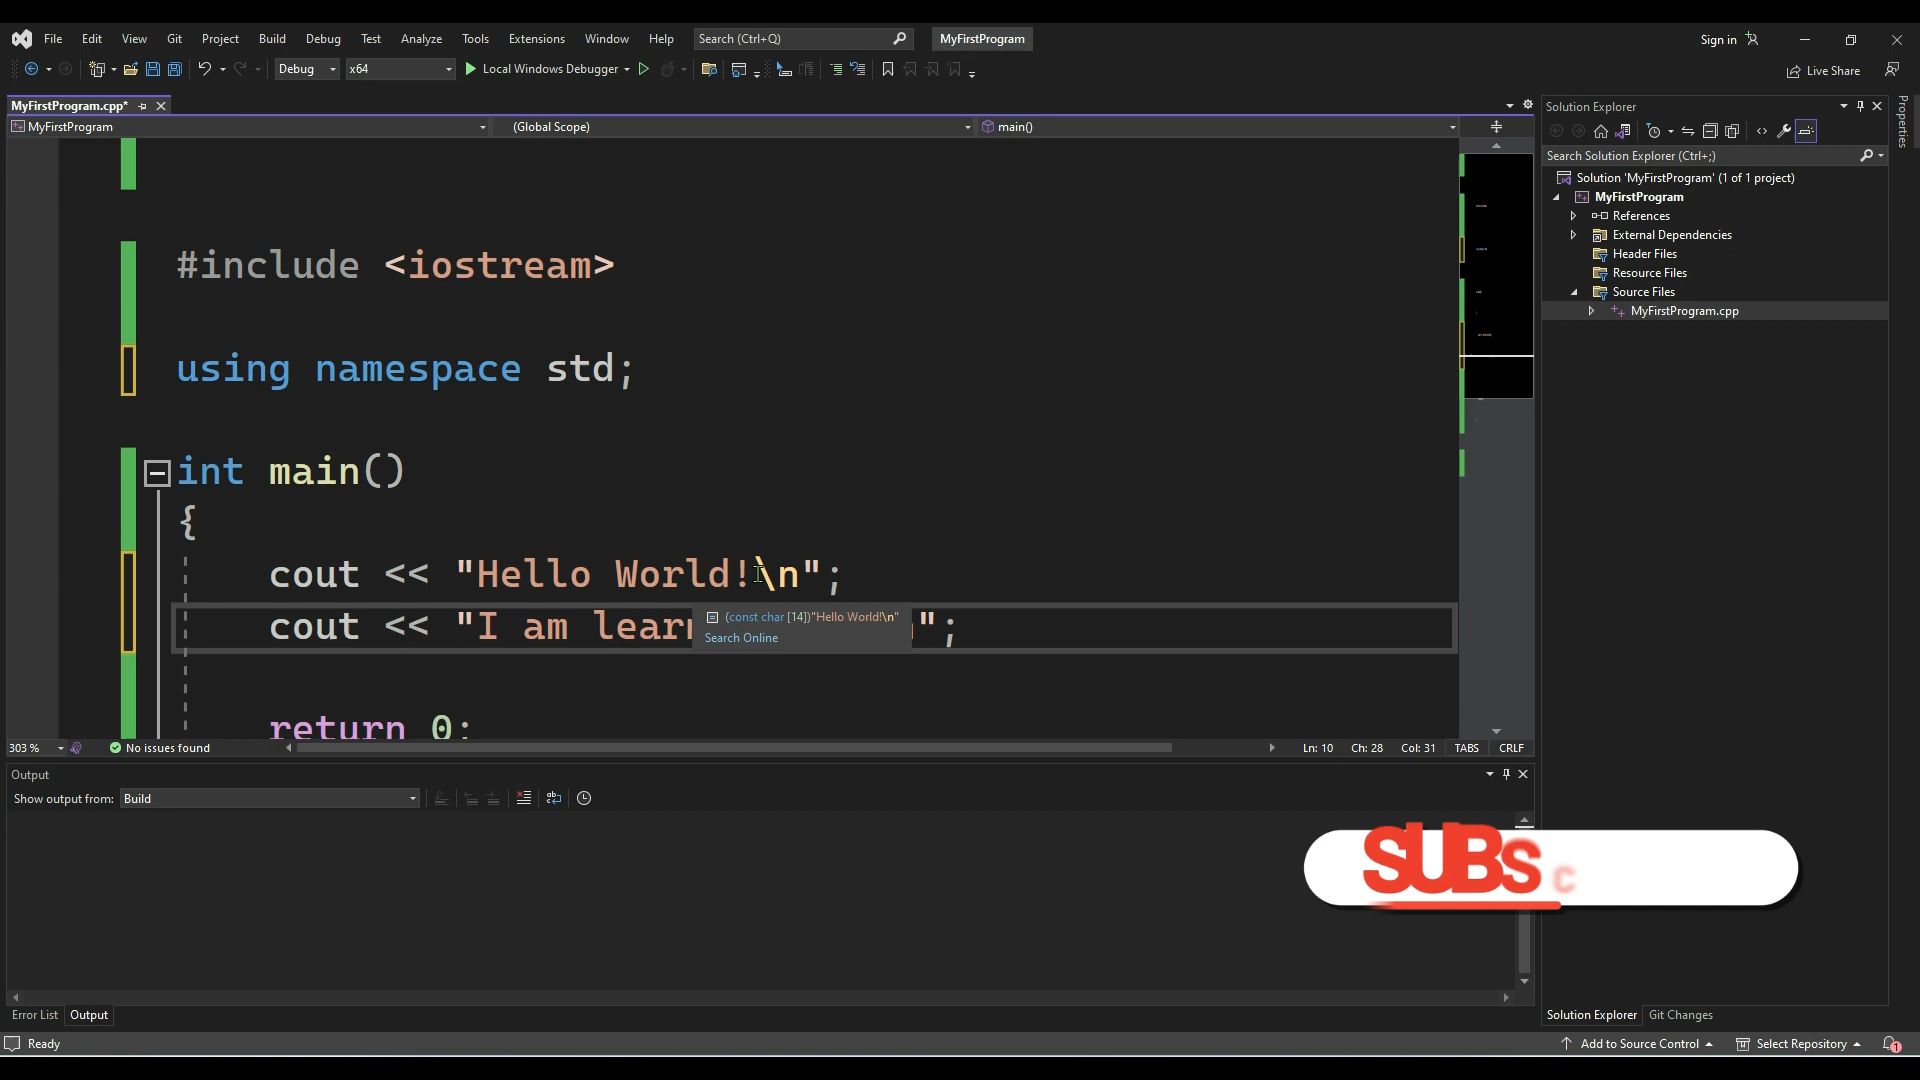 File Edit View Git Project Build Debug Test Analyze Tools Extensions Window Help Search (Ctrl+Q) MyFirstProgram Sign in
Debug x64 Local Windows Debugger Live Share
MyFirstProgram.cpp*
MyFirstProgram (Global Scope) main()
#include <iostream>
using namespace std;
int main()
{
cout << "Hello World!\n";
cout << "I am lear ";
(const char [14])"Hello World!\n"
Search Online
return 0;
303 % No issues found Ln: 10 Ch: 28 Col: 31 TABS CRLF
Output
Show output from: Build
Error List Output
Solution Explorer
Search Solution Explorer (Ctrl+;)
Solution 'MyFirstProgram' (1 of 1 project)
MyFirstProgram
References
External Dependencies
Header Files
Resource Files
Source Files
MyFirstProgram.cpp
Properties
SUBSC
Solution Explorer Git Changes
Ready Add to Source Control Select Repository 1